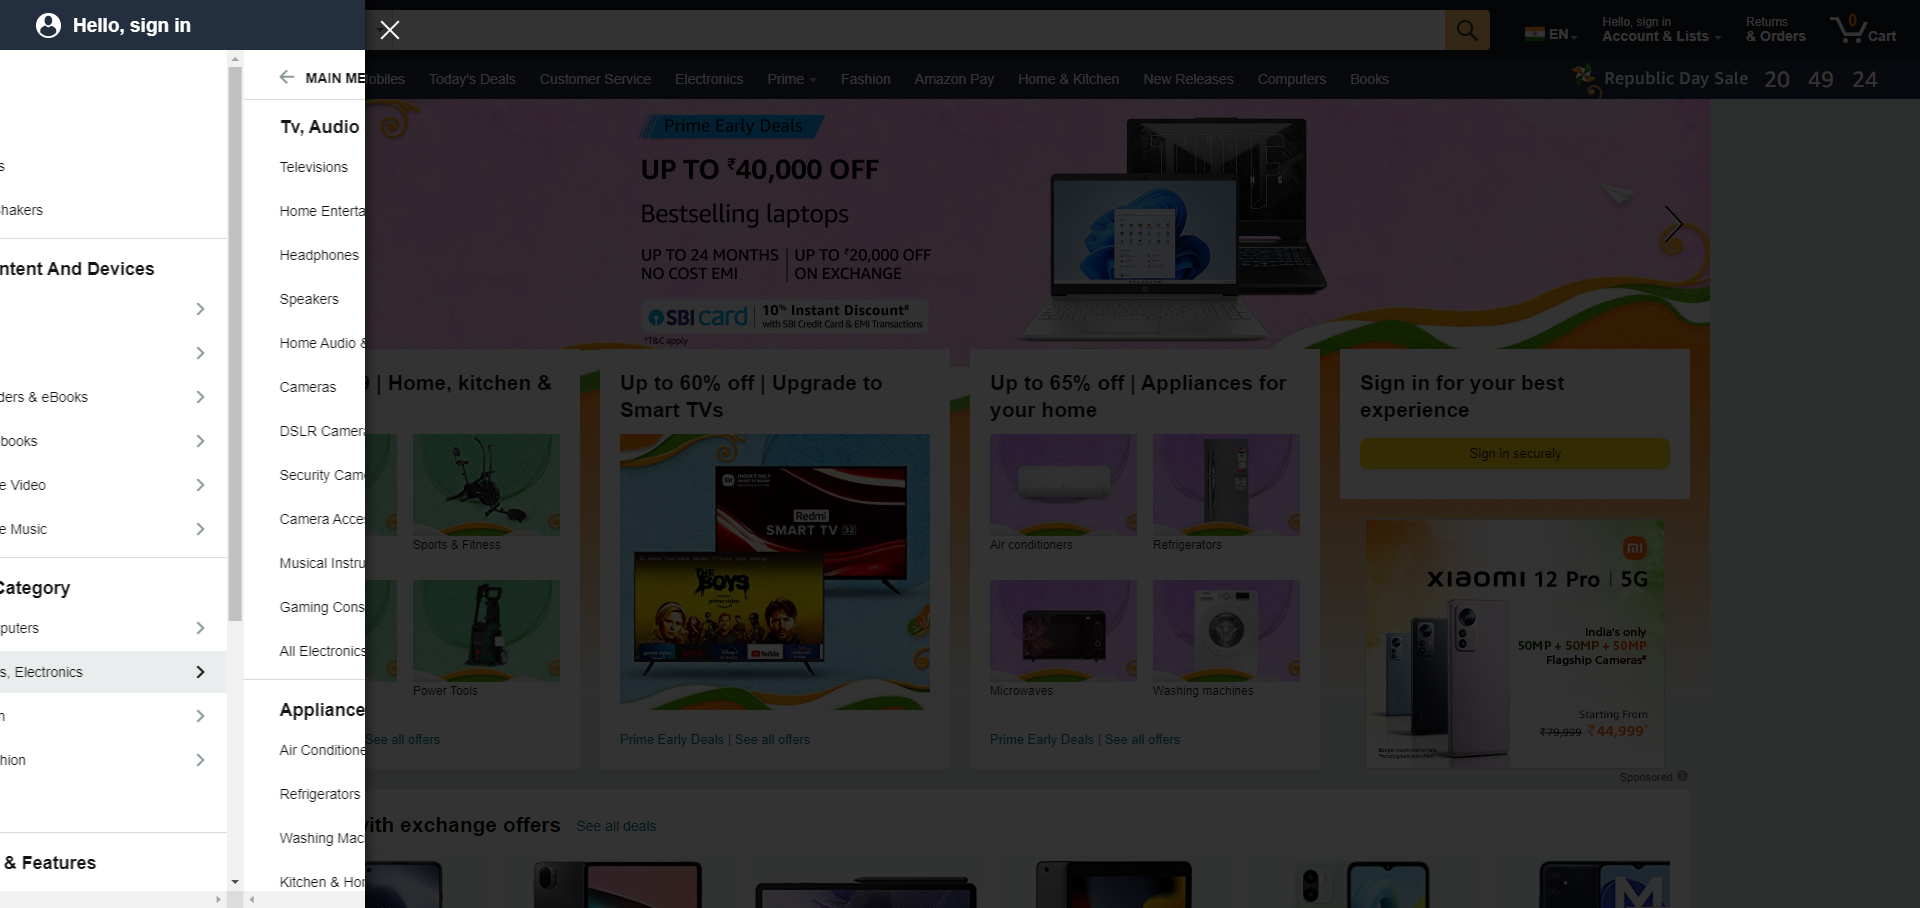 Hello, sign in
hakers
ntent And Devices
ders & eBooks
books
e Video
e Music
Category
puters
s, Electronics
hion
& Features
MAIN ME
Tv, Audio
Televisions
Home Enterta
Headphones
Speakers
Home Audio &
Cameras
DSLR Camera
Security Cam
Camera Acces
Musical Instru
Gaming Cons
All Electronics
Appliance
Air Conditione
Refrigerators
Washing Mac
Kitchen & Hor
EN
Hello, sign in
Account & Lists
Returns
& Orders
0
Cart
obiles
Today's Deals
Customer Service
Electronics
Prime
Fashion
Amazon Pay
Home & Kitchen
New Releases
Computers
Books
Republic Day Sale 20 49 24
Prime Early Deals
UP TO ₹40,000 OFF
Bestselling laptops
UP TO 24 MONTHS
NO COST EMI
UP TO ₹20,000 OFF
ON EXCHANGE
SBI card
10% Instant Discount#
with SBI Credit Card & EMI Transactions
*T&C apply
9 | Home, kitchen &
Sports & Fitness
Power Tools
See all offers
Up to 60% off | Upgrade to
Smart TVs
Redmi
SMART TV 32
THE BOYS
prime video
YouTube
Prime Early Deals | See all offers
Up to 65% off | Appliances for
your home
Air conditioners
Refrigerators
Microwaves
Washing machines
Prime Early Deals | See all offers
Sign in for your best
experience
Sign in securely
mi
xiaomi 12 Pro | 5G
India's only
50MP + 50MP + 50MP
Flagship Cameras#
Starting From
₹79,999 ₹44,999*
Sponsored
ith exchange offers
See all deals
M